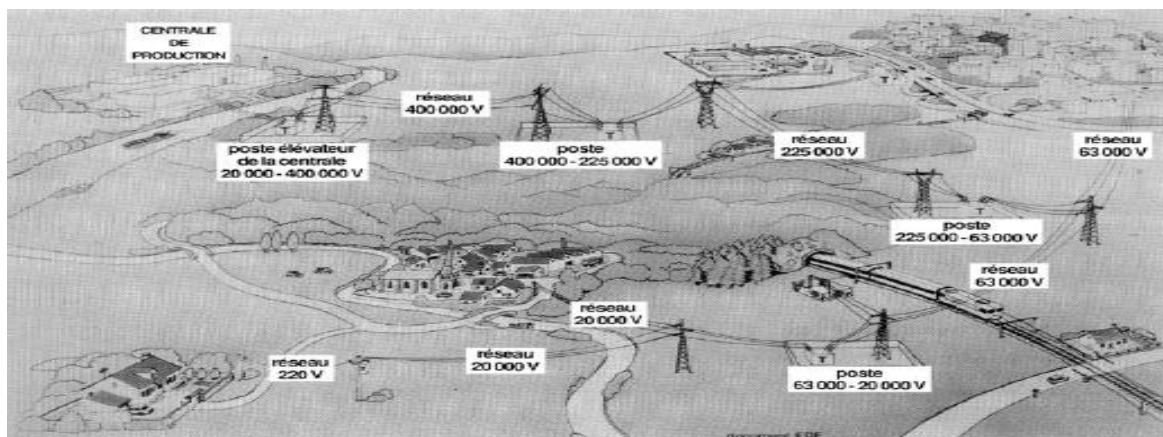 CENTRALE
DE
PRODUCTION
réseau
400 000 V
poste élévateur
de la centrale
20 000 - 400 000 V
poste
400 000 - 225 000 V
réseau
225 000 V
réseau
63 000 V
poste
225 000 - 63 000 V
réseau
63 000 V
réseau
20 000 V
réseau
20 000 V
réseau
220 V
poste
63 000 - 20 000 V
document EDF